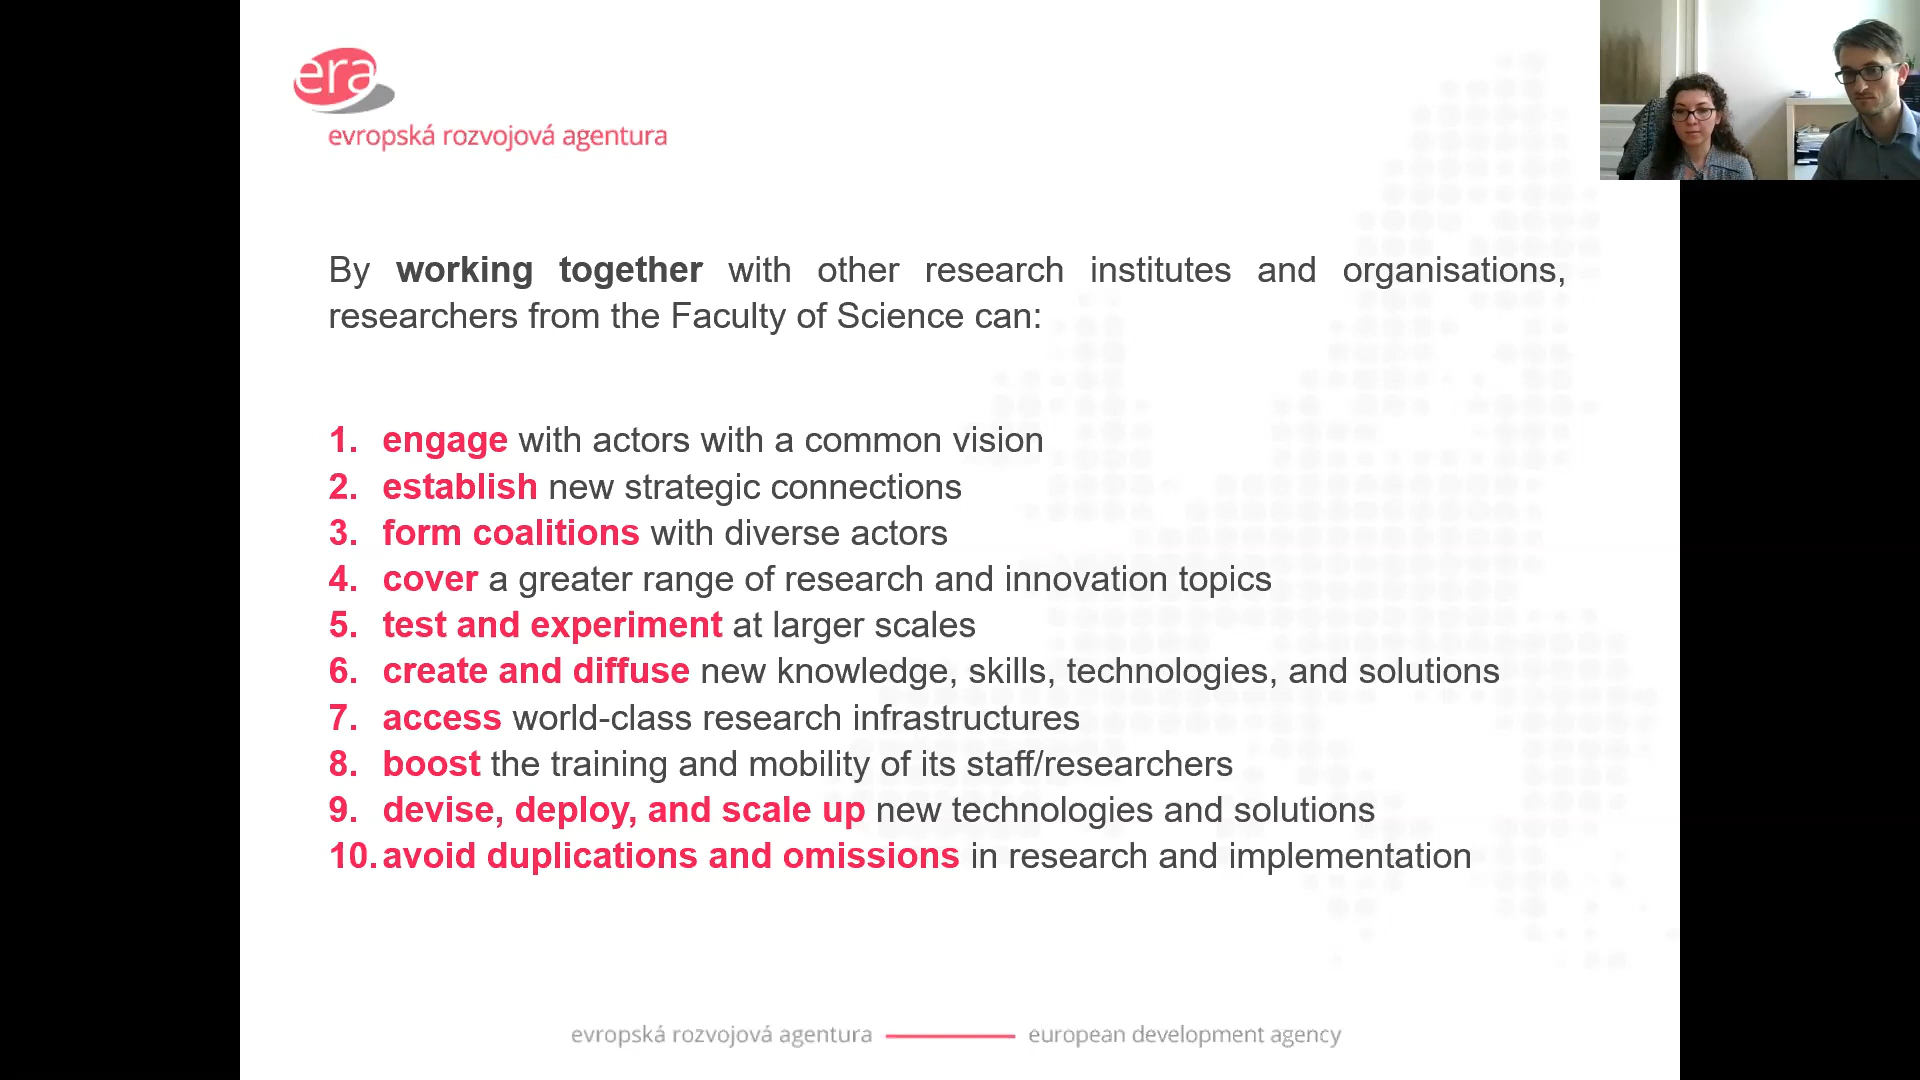 era
evropská rozvojová agentura
By working together with other research institutes and organisations,
researchers from the Faculty of Science can:
1. engage with actors with a common vision
2. establish new strategic connections
3. form coalitions with diverse actors
4. cover a greater range of research and innovation topics
5. test and experiment at larger scales
6. create and diffuse new knowledge, skills, technologies, and solutions
7. access world-class research infrastructures
8. boost the training and mobility of its staff/researchers
9. devise, deploy, and scale up new technologies and solutions
10. avoid duplications and omissions in research and implementation
evropská rozvojová agentura european development agency